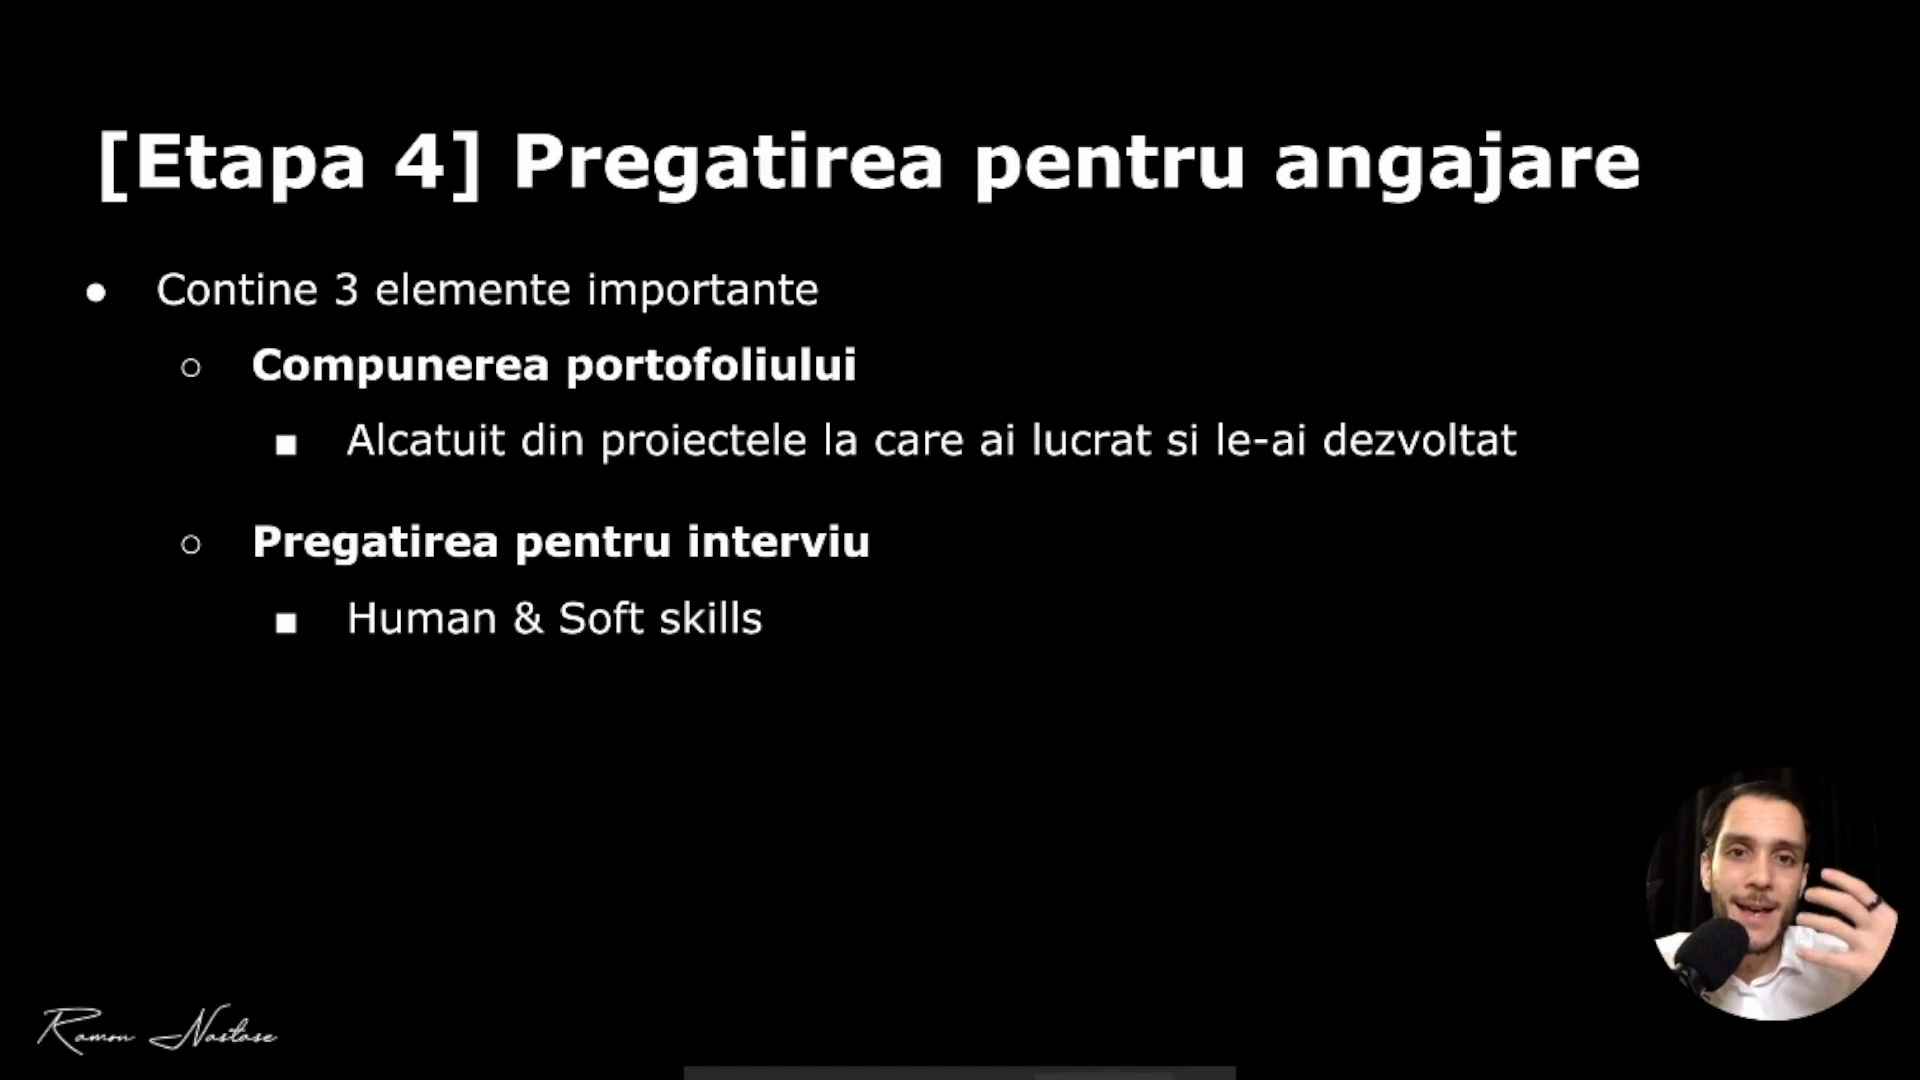 [Etapa 4] Pregatirea pentru angajare
Contine 3 elemente importante
Compunerea portofoliului
Alcatuit din proiectele la care ai lucrat si le-ai dezvoltat
Pregatirea pentru interviu
Human & Soft skills
Ramon Nastase